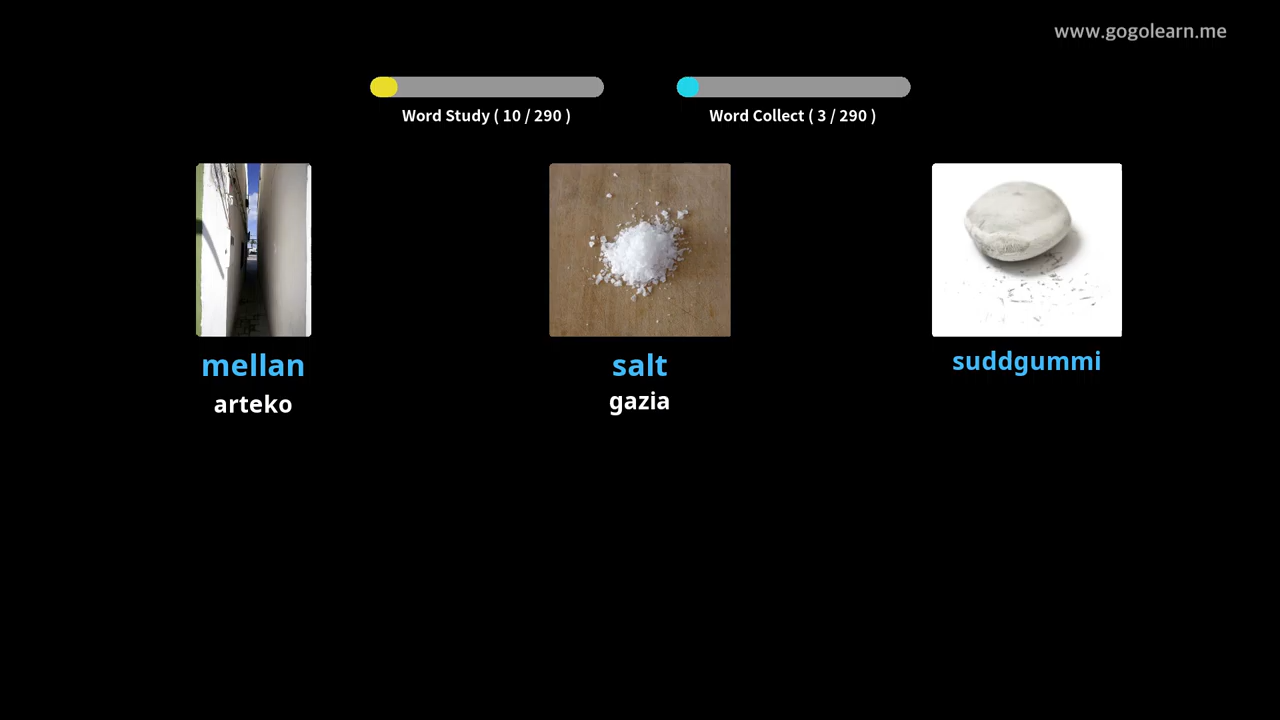 www.gogolearn.me
Word Study ( 10 / 290 )
Word Collect ( 3 / 290 )
mellan
arteko
salt
gazia
suddgummi